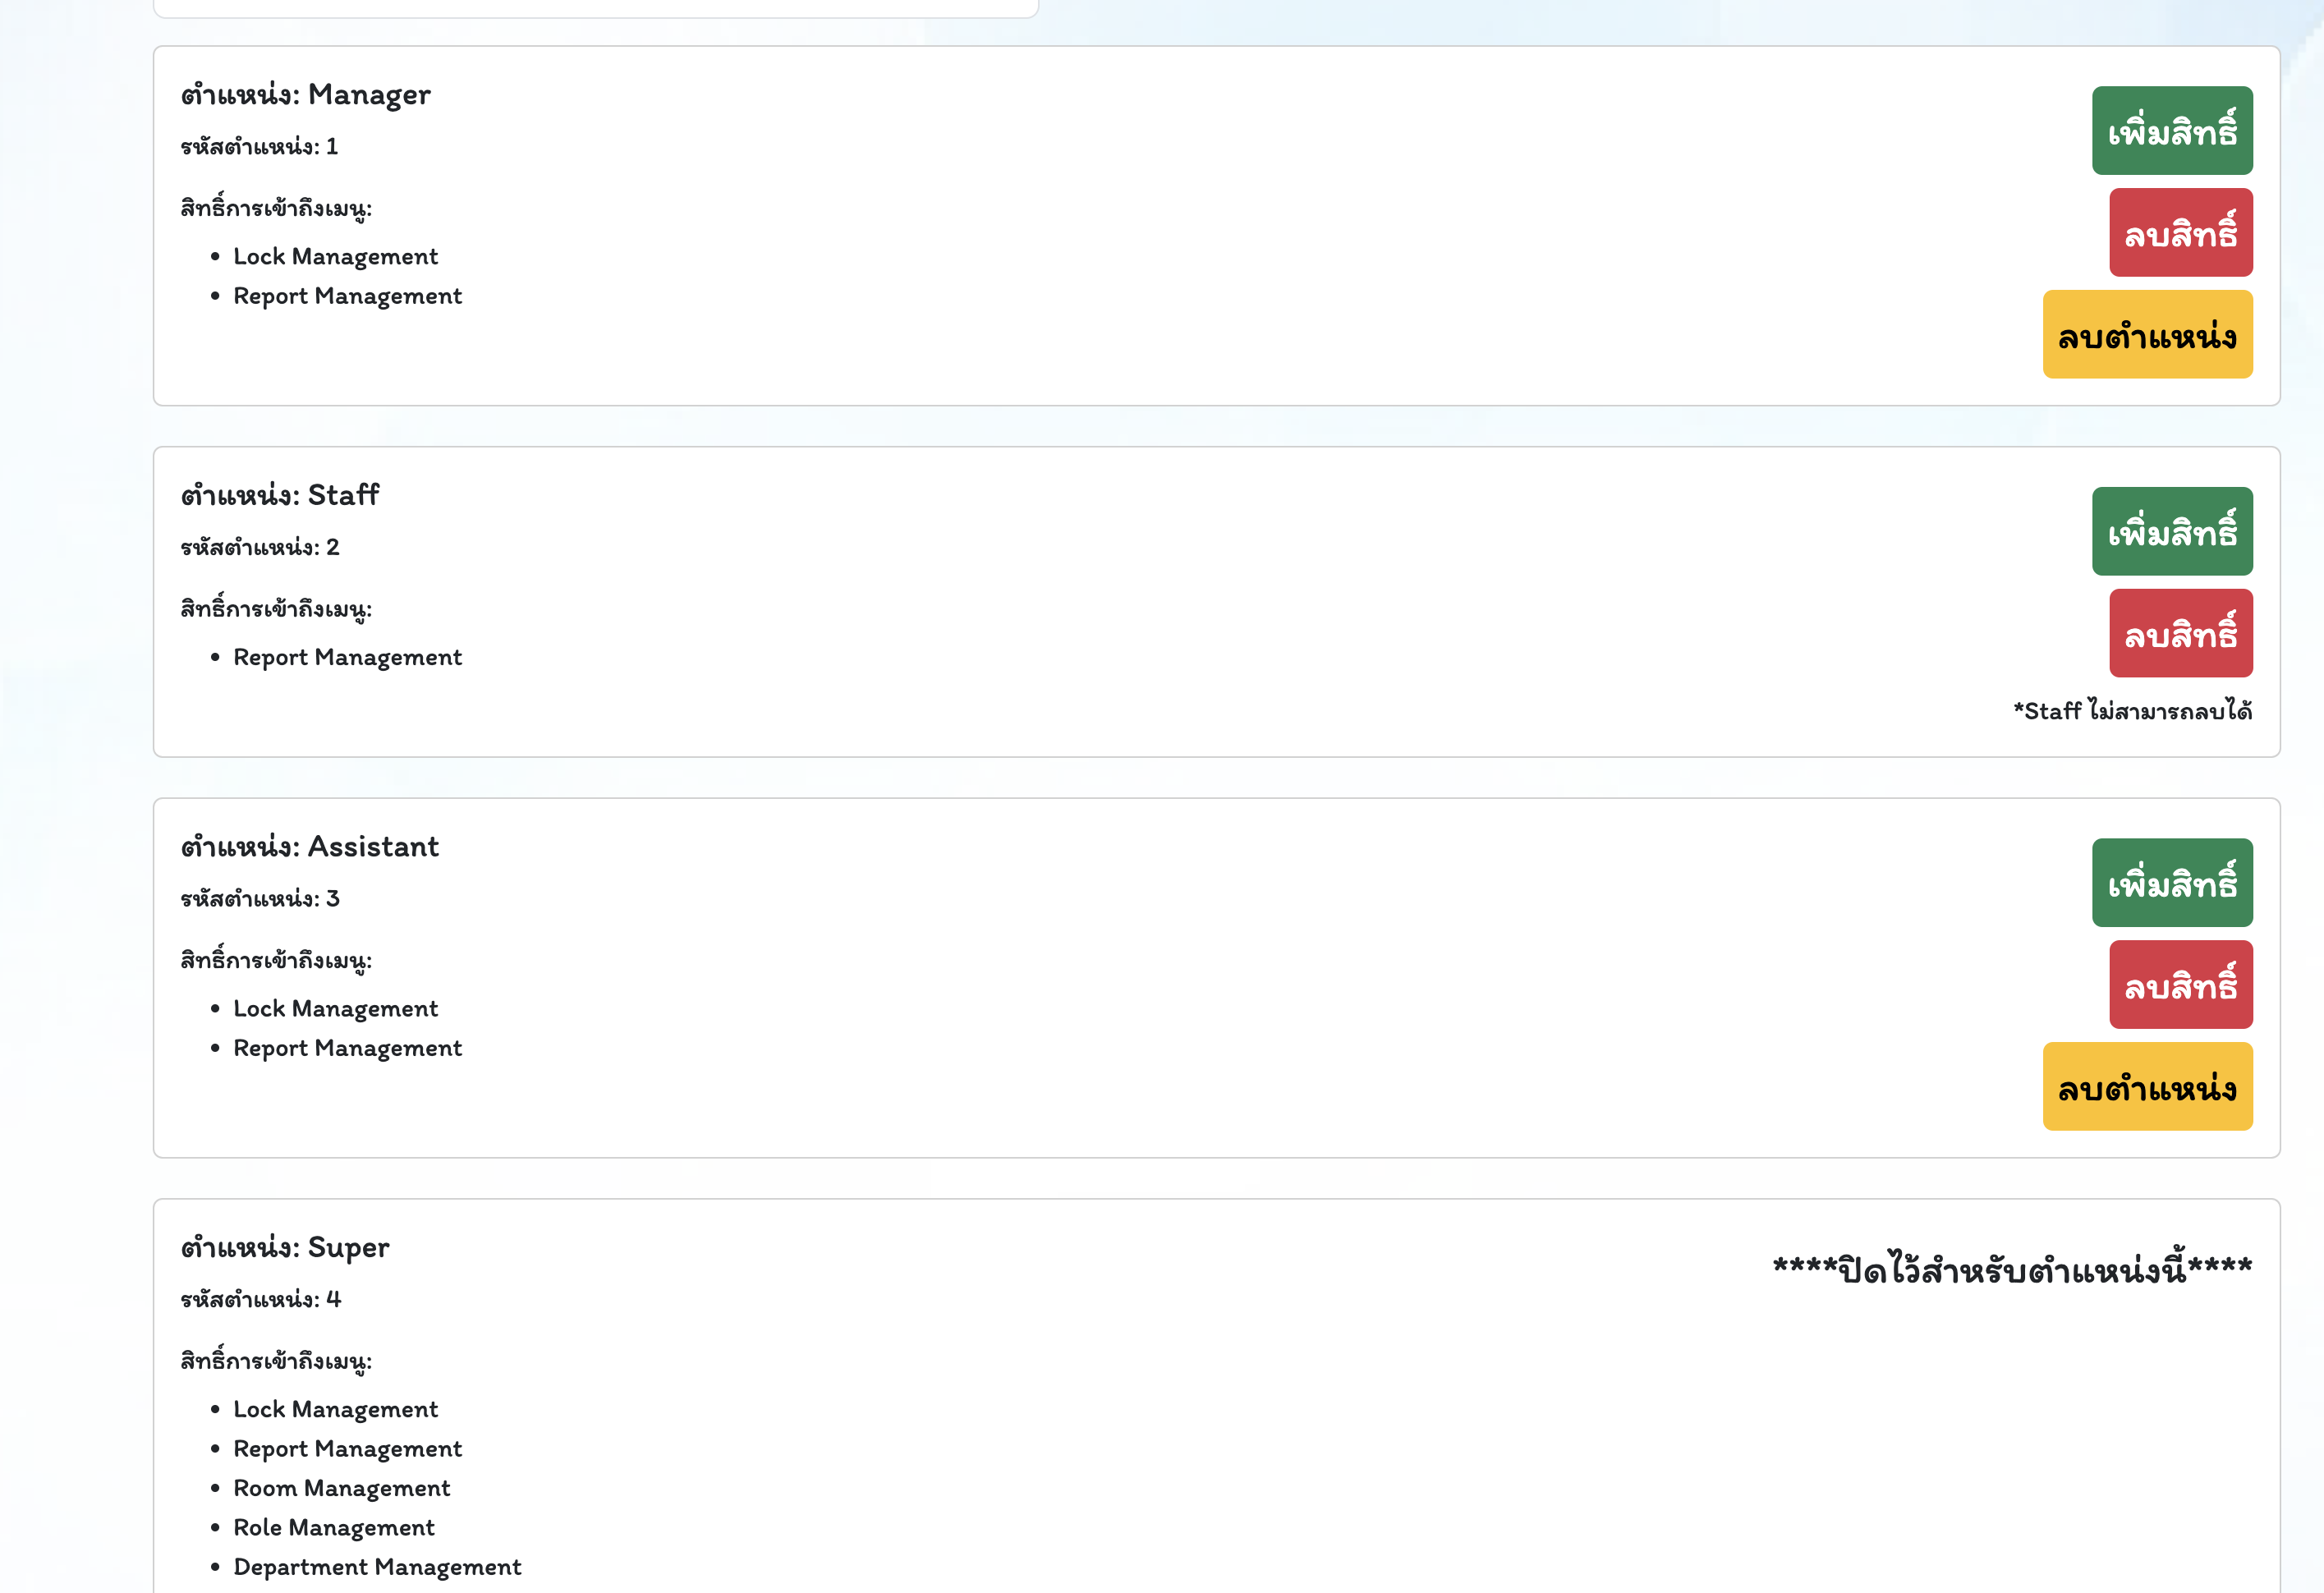 ตำแหน่ง: Manager
รหัสตำแหน่ง: 1
สิทธิ์การเข้าถึงเมนู:
• Lock Management
• Report Management
เพิ่มสิทธิ์
ลบสิทธิ์
ลบตำแหน่ง
ตำแหน่ง: Staff
รหัสตำแหน่ง: 2
สิทธิ์การเข้าถึงเมนู:
• Report Management
เพิ่มสิทธิ์
ลบสิทธิ์
*Staff ไม่สามารถลบได้
ตำแหน่ง: Assistant
รหัสตำแหน่ง: 3
สิทธิ์การเข้าถึงเมนู:
• Lock Management
• Report Management
เพิ่มสิทธิ์
ลบสิทธิ์
ลบตำแหน่ง
ตำแหน่ง: Super
รหัสตำแหน่ง: 4
สิทธิ์การเข้าถึงเมนู:
• Lock Management
• Report Management
• Room Management
• Role Management
• Department Management
****ปิดไว้สำหรับตำแหน่งนี้****